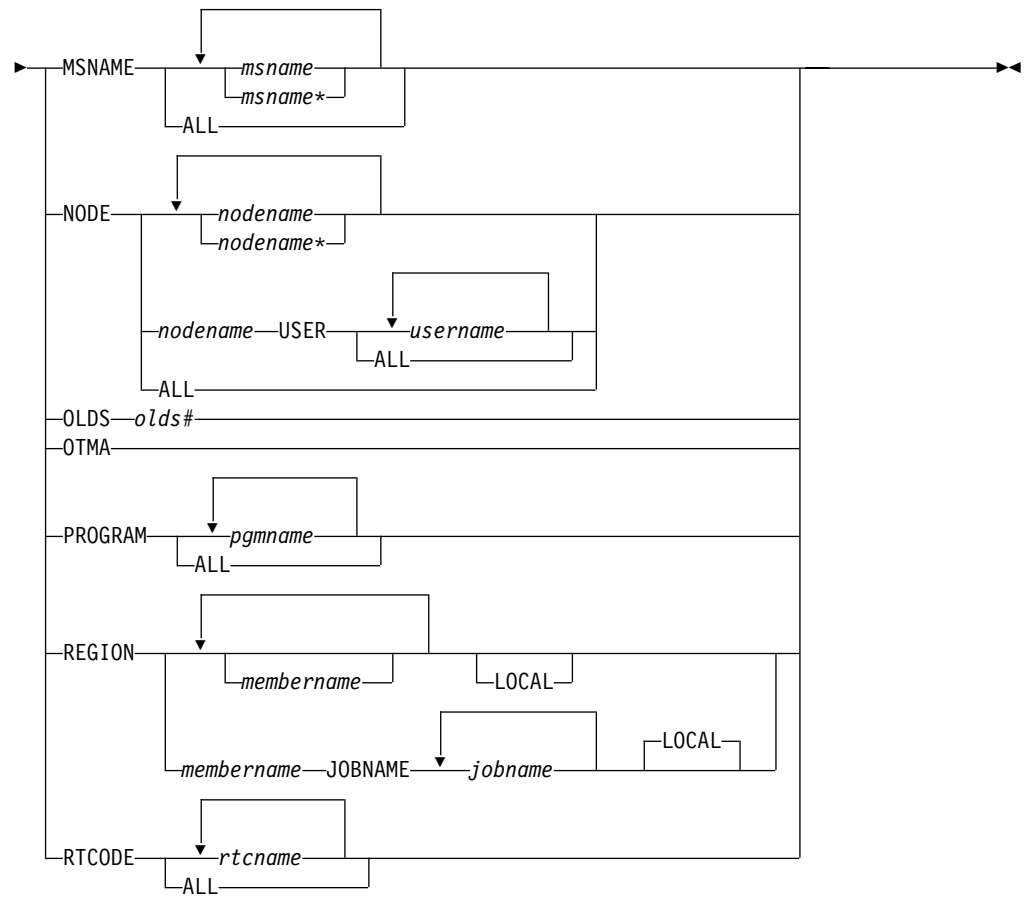 MSNAME msname
msname*
ALL
NODE nodename
nodename*
nodename USER username
ALL
ALL
OLDS olds#
OTMA
PROGRAM pgmname
ALL
REGION
membername LOCAL
LOCAL
membername JOBNAME jobname
RTCODE rtcname
ALL